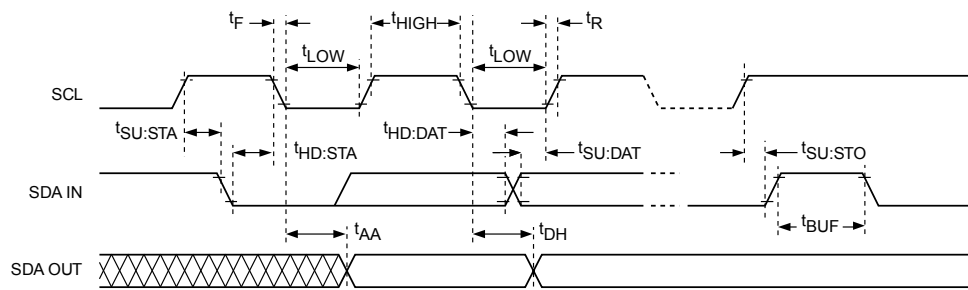 tF
tHIGH
tR
tLOW
tLOW
SCL
tSU:STA
tHD:STA
tHD:DAT
tSU:DAT
tSU:STO
SDA IN
tBUF
tAA
tDH
SDA OUT